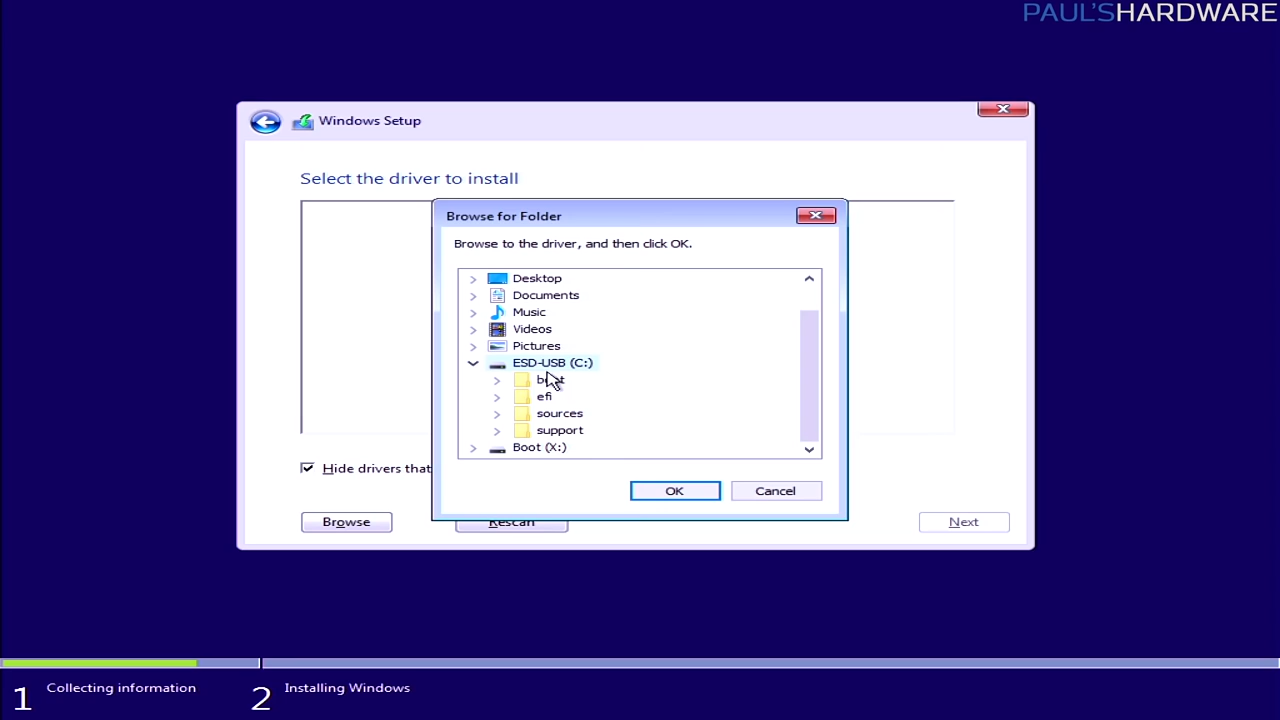 PAUL'SHARDWARE
Windows Setup
Select the driver to install
Browse for Folder
Browse to the driver, and then click OK.
Desktop
Documents
Music
Videos
Pictures
ESD-USB (C:)
efi
sources
support
Boot (X:)
Hide drivers that
OK Cancel
Browse Rescan Next
1 Collecting information 2 Installing Windows